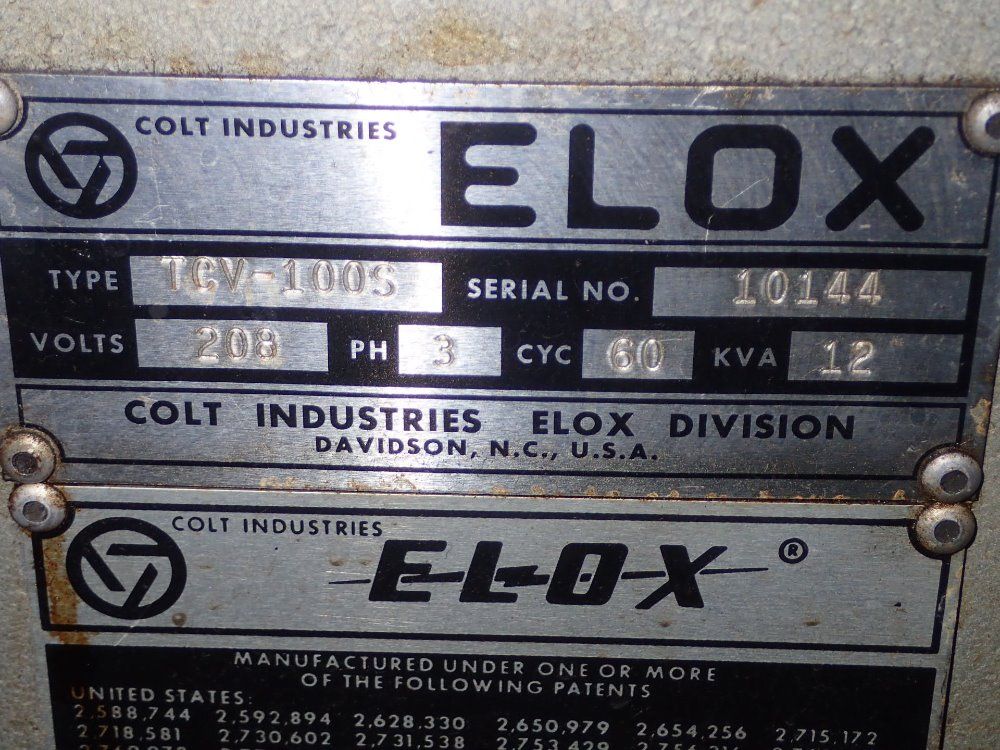 COLT INDUSTRIES ELOX
TYPE TCV-100S SERIAL NO. 10144
VOLTS 208 PH 3 CYC 60 KVA 12
COLT INDUSTRIES ELOX DIVISION
DAVIDSON, N.C., U.S.A.
COLT INDUSTRIES
ELOX ®
MANUFACTURED UNDER ONE OR MORE
OF THE FOLLOWING PATENTS
UNITED STATES:
2,588,744 2,592,894 2,628,330 2,650,979 2,654,256 2,715,172
2,718,581 2,730,602 2,731,538 2,753,429